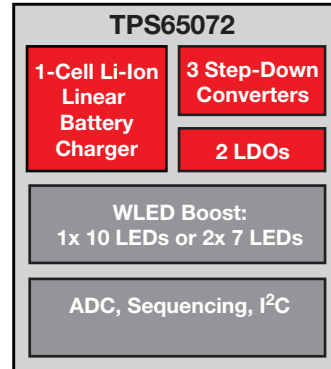 TPS65072
1-Cell Li-Ion
Linear
Battery
Charger
3 Step-Down
Converters
2 LDOs
WLED Boost:
1x 10 LEDs or 2x 7 LEDs
ADC, Sequencing, I²C